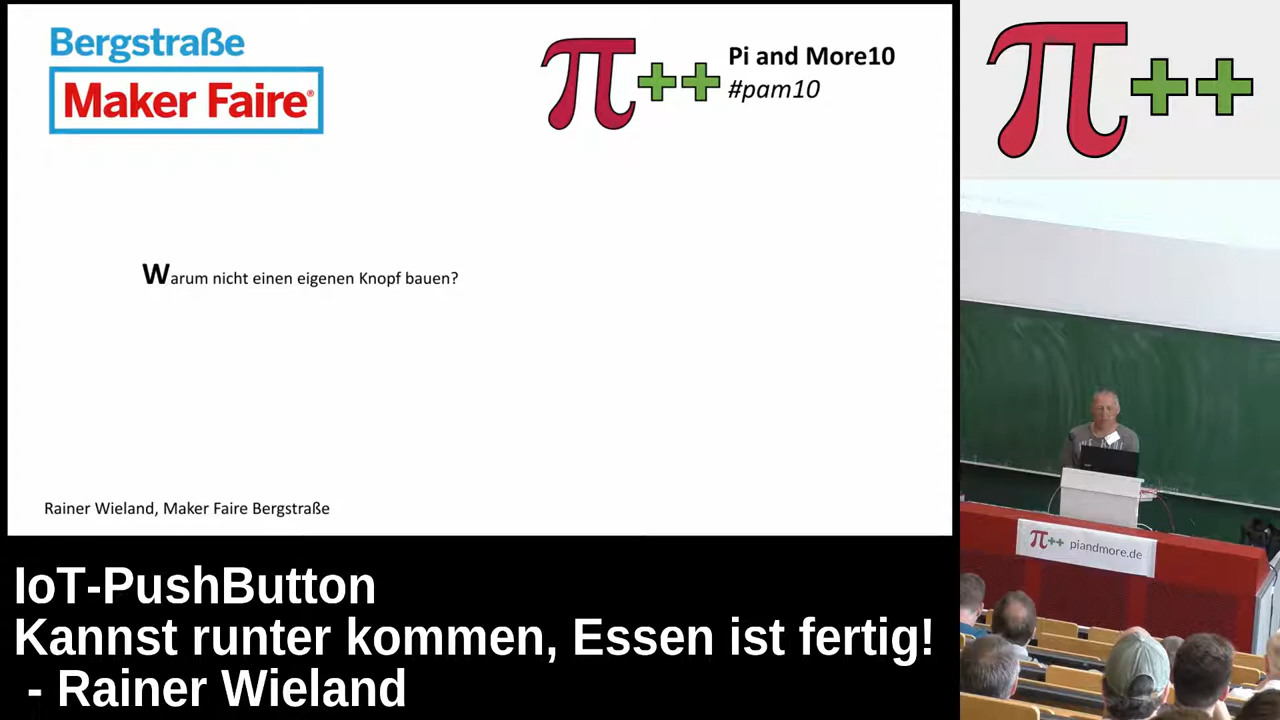 Bergstraße
Maker Faire®
π++
Pi and More10
#pam10
Warum nicht einen eigenen Knopf bauen?
Rainer Wieland, Maker Faire Bergstraße
IoT-PushButton
Kannst runter kommen, Essen ist fertig!
- Rainer Wieland
π++
π++ piandmore.de